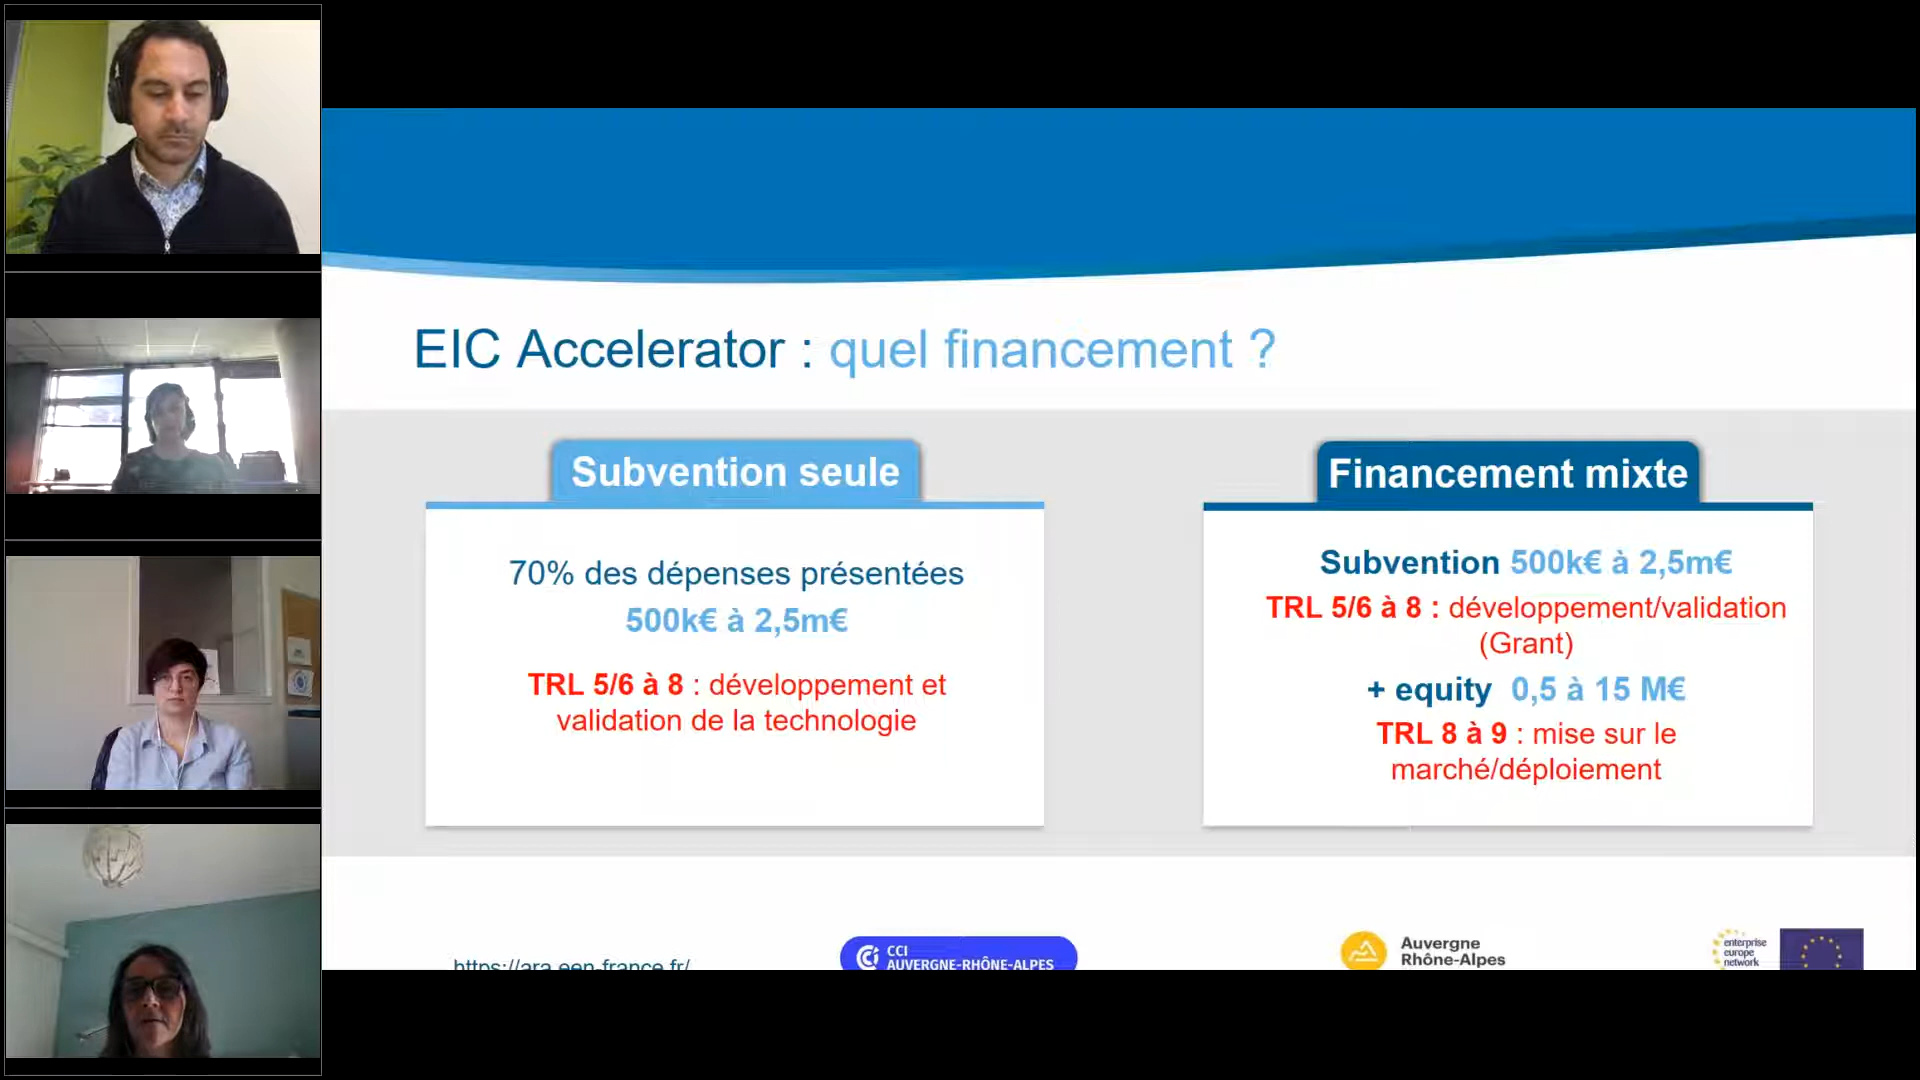 EIC Accelerator : quel financement ?
Subvention seule
70% des dépenses présentées
500k€ à 2,5m€
TRL 5/6 à 8 : développement et
validation de la technologie
Financement mixte
Subvention 500k€ à 2,5m€
TRL 5/6 à 8 : développement/validation
(Grant)
+ equity 0,5 à 15 M€
TRL 8 à 9 : mise sur le
marché/déploiement
https://ara.een-france.fr/
CCI
AUVERGNE-RHÔNE-ALPES
Auvergne
Rhône-Alpes
enterprise
europe
network